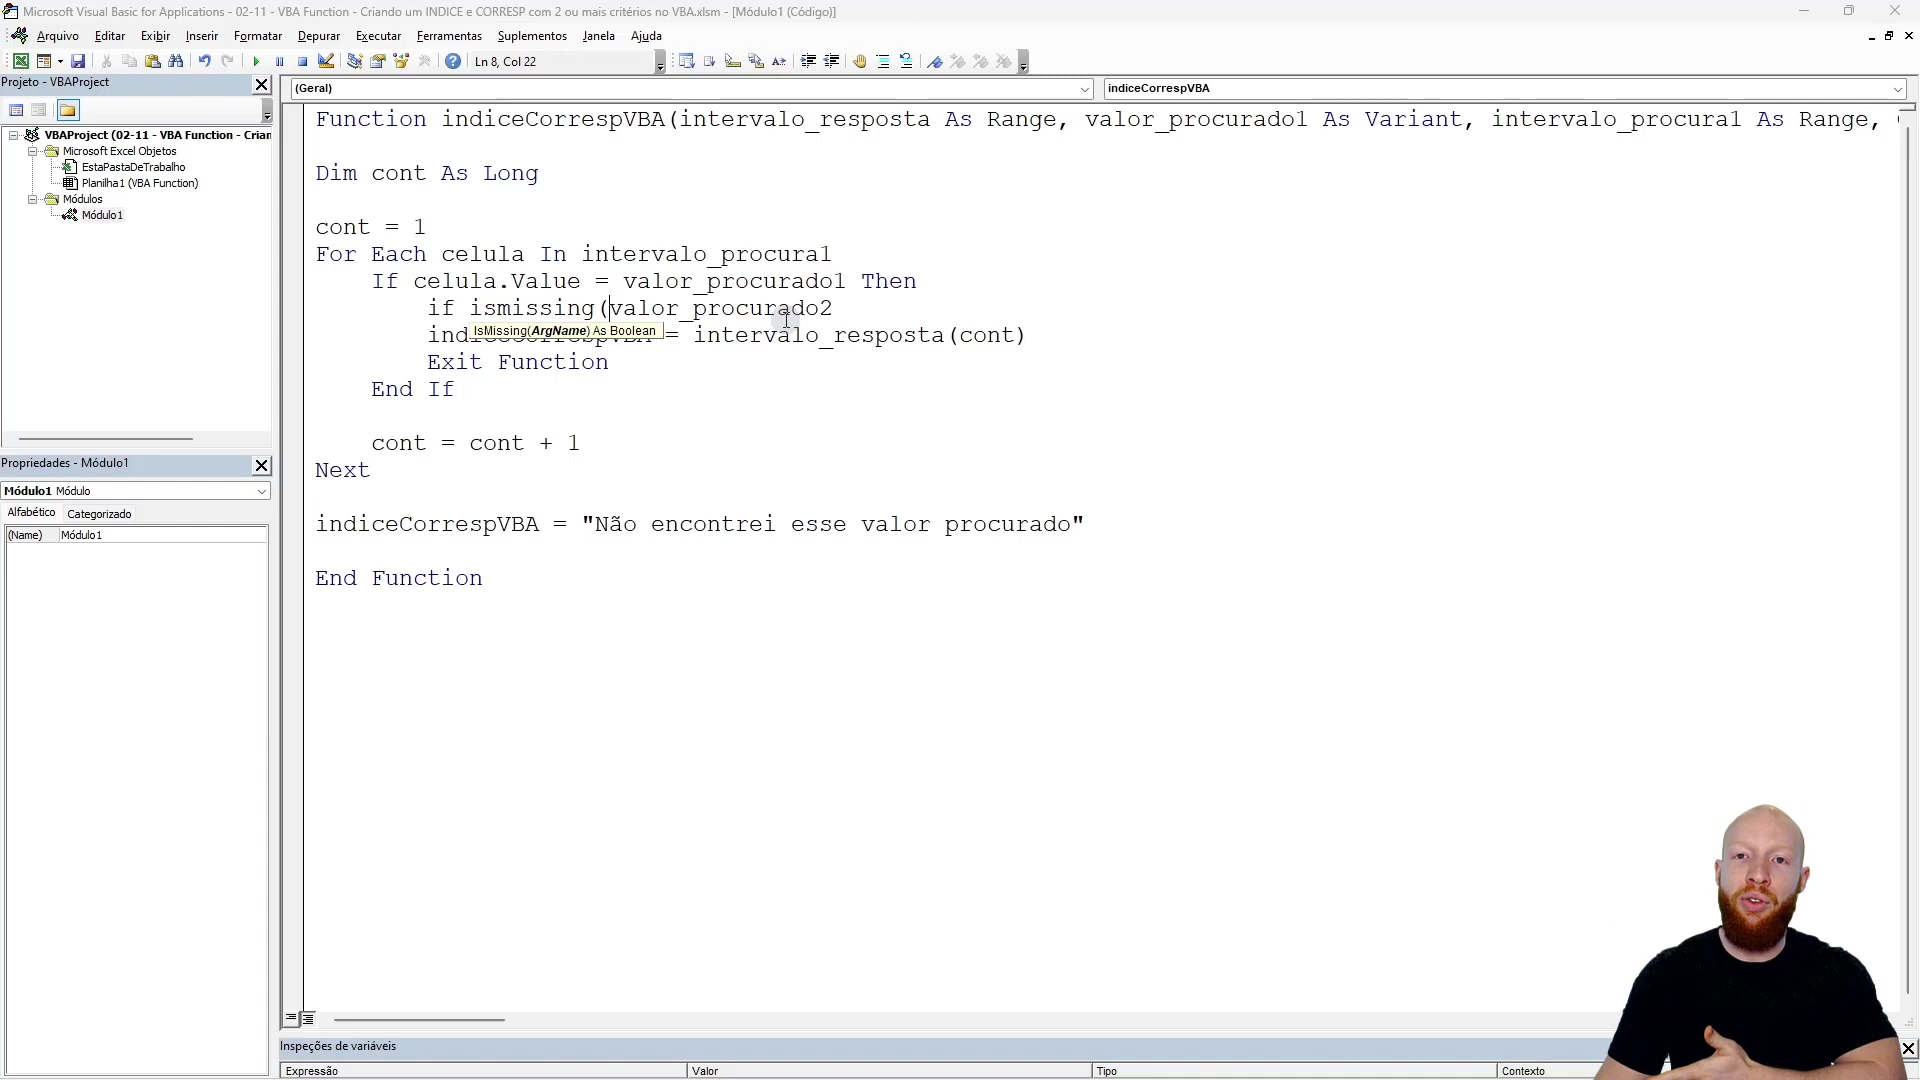 Microsoft Visual Basic for Applications - 02-11 - VBA Function - Criando um INDICE e CORRESP com 2 ou mais critérios no VBA.xlsm - [Módulo1 (Código)]
Arquivo Editar Exibir Inserir Formatar Depurar Executar Ferramentas Suplementos Janela Ajuda
Ln 8, Col 22
Projeto - VBAProject
VBAProject (02-11 - VBA Function - Crian
Microsoft Excel Objetos
EstaPastaDeTrabalho
Planilha1 (VBA Function)
Módulos
Módulo1
Propriedades - Módulo1
Módulo1 Módulo
Alfabético Categorizado
(Name) Módulo1
(Geral) indiceCorrespVBA
Function indiceCorrespVBA(intervalo_resposta As Range, valor_procurado1 As Variant, intervalo_procura1 As Range,
Dim cont As Long
cont = 1
For Each celula In intervalo_procura1
If celula.Value = valor_procurado1 Then
if ismissing(valor_procurado2
IsMissing(ArgName) As Boolean
indiceCorrespVBA = intervalo_resposta(cont)
Exit Function
End If
cont = cont + 1
Next
indiceCorrespVBA = "Não encontrei esse valor procurado"
End Function
Inspeções de variáveis
Expressão Valor Tipo Contexto